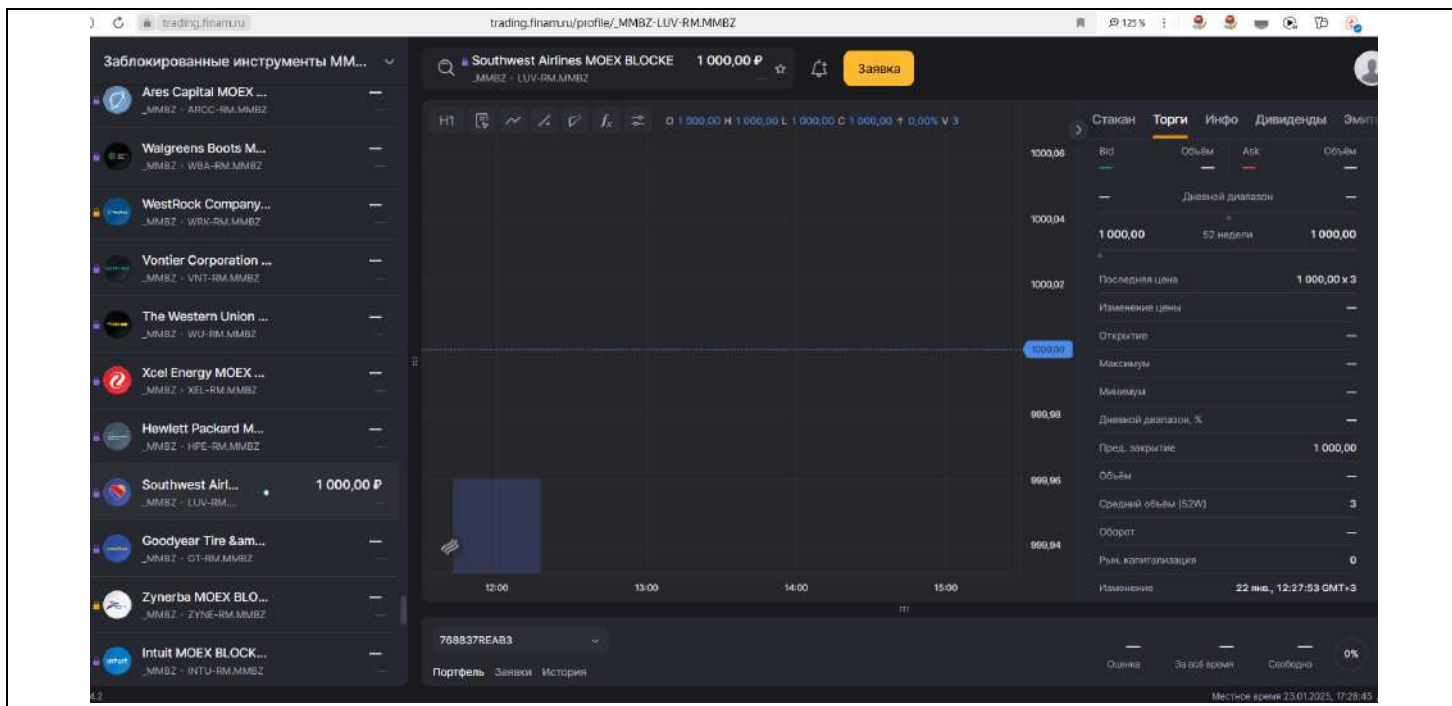 trading.finam.ru
trading.finam.ru/profile/_MMBZ-LUV-RM.MMBZ
125 %
Заблокированные инструменты ММ...
Ares Capital MOEX ...
_MMBZ · ARCC-RM.MMBZ
Walgreens Boots M...
_MMBZ · WBA-RM.MMBZ
WestRock Company...
_MMBZ · WRK-RM.MMBZ
Vontier Corporation ...
_MMBZ · VNT-RM.MMBZ
The Western Union ...
_MMBZ · WU-RM.MMBZ
Xcel Energy MOEX ...
_MMBZ · XEL-RM.MMBZ
Hewlett Packard M...
_MMBZ · HPE-RM.MMBZ
Southwest Airl... 1 000,00 ₽
_MMBZ · LUV-RM....
Goodyear Tire &am...
_MMBZ · GT-RM.MMBZ
Zynerba MOEX BLO...
_MMBZ · ZYNE-RM.MMBZ
Intuit MOEX BLOCK...
_MMBZ · INTU-RM.MMBZ
4.2
Southwest Airlines MOEX BLOCKE 1 000,00 ₽
_MMBZ · LUV-RM.MMBZ —
Заявка
H1 fx O 1 000,00 H 1 000,00 L 1 000,00 C 1 000,00 0,00% V 3
1000,06
1000,04
1000,02
1000,00
999,98
999,96
999,94
12:00 13:00 14:00 15:00
768837REAB3
Портфель Заявки История
Стакан Торги Инфо Дивиденды Эмит
Bid Объём Ask Объём
— — — —
— Дневной диапазон —
1 000,00 52 недели 1 000,00
Последняя цена 1 000,00 x 3
Изменение цены —
Открытие —
Максимум —
Минимум —
Дневной диапазон, % —
Пред. закрытие 1 000,00
Объём —
Средний объём (52W) 3
Оборот —
Рын. капитализация 0
Изменение 22 янв., 12:27:53 GMT+3
— — — 0%
Оценка За всё время Свободно
Местное время 23.01.2025, 17:28:45